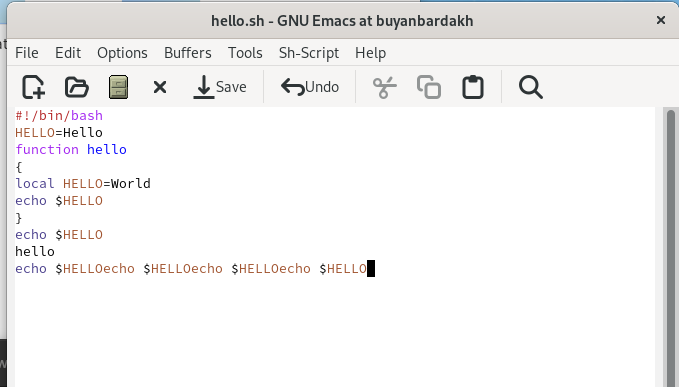 hello.sh - GNU Emacs at buyanbardakh
File Edit Options Buffers Tools Sh-Script Help
Save Undo
#!/bin/bash
HELLO=Hello
function hello
{
local HELLO=World
echo $HELLO
}
echo $HELLO
hello
echo $HELLOecho $HELLOecho $HELLOecho $HELLO